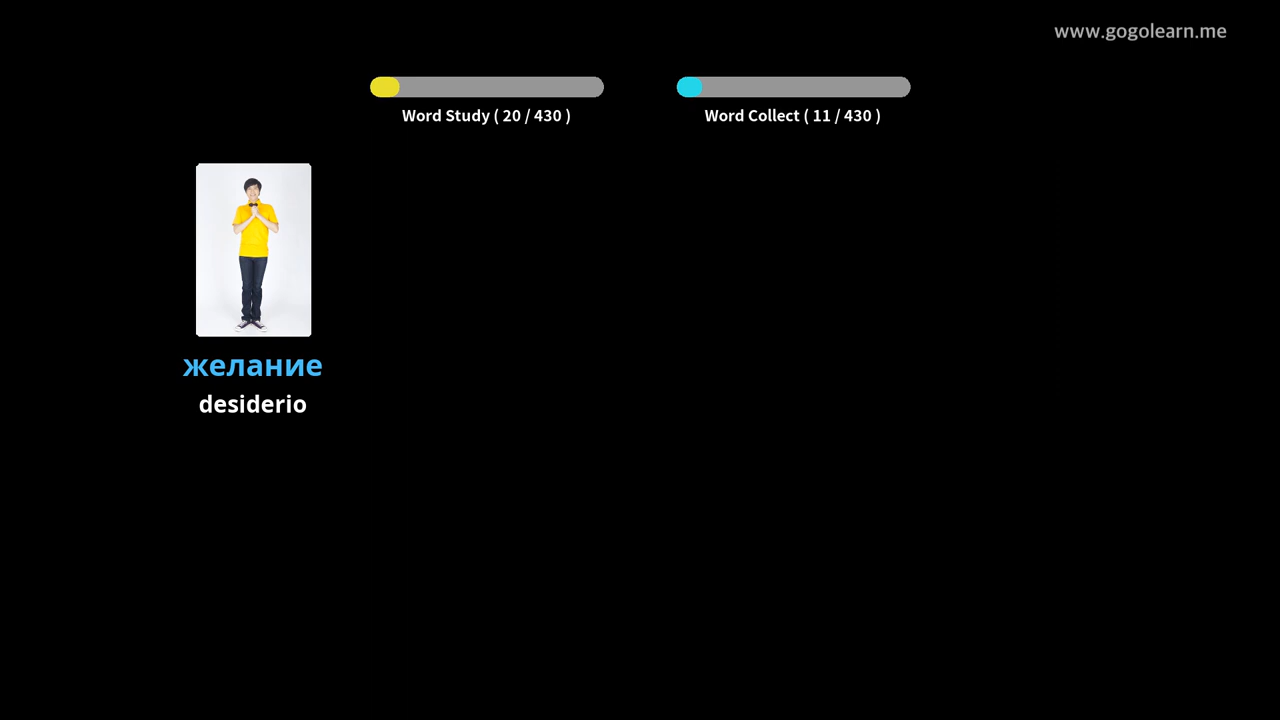 www.gogolearn.me
Word Study ( 20 / 430 )
Word Collect ( 11 / 430 )
желание
desiderio